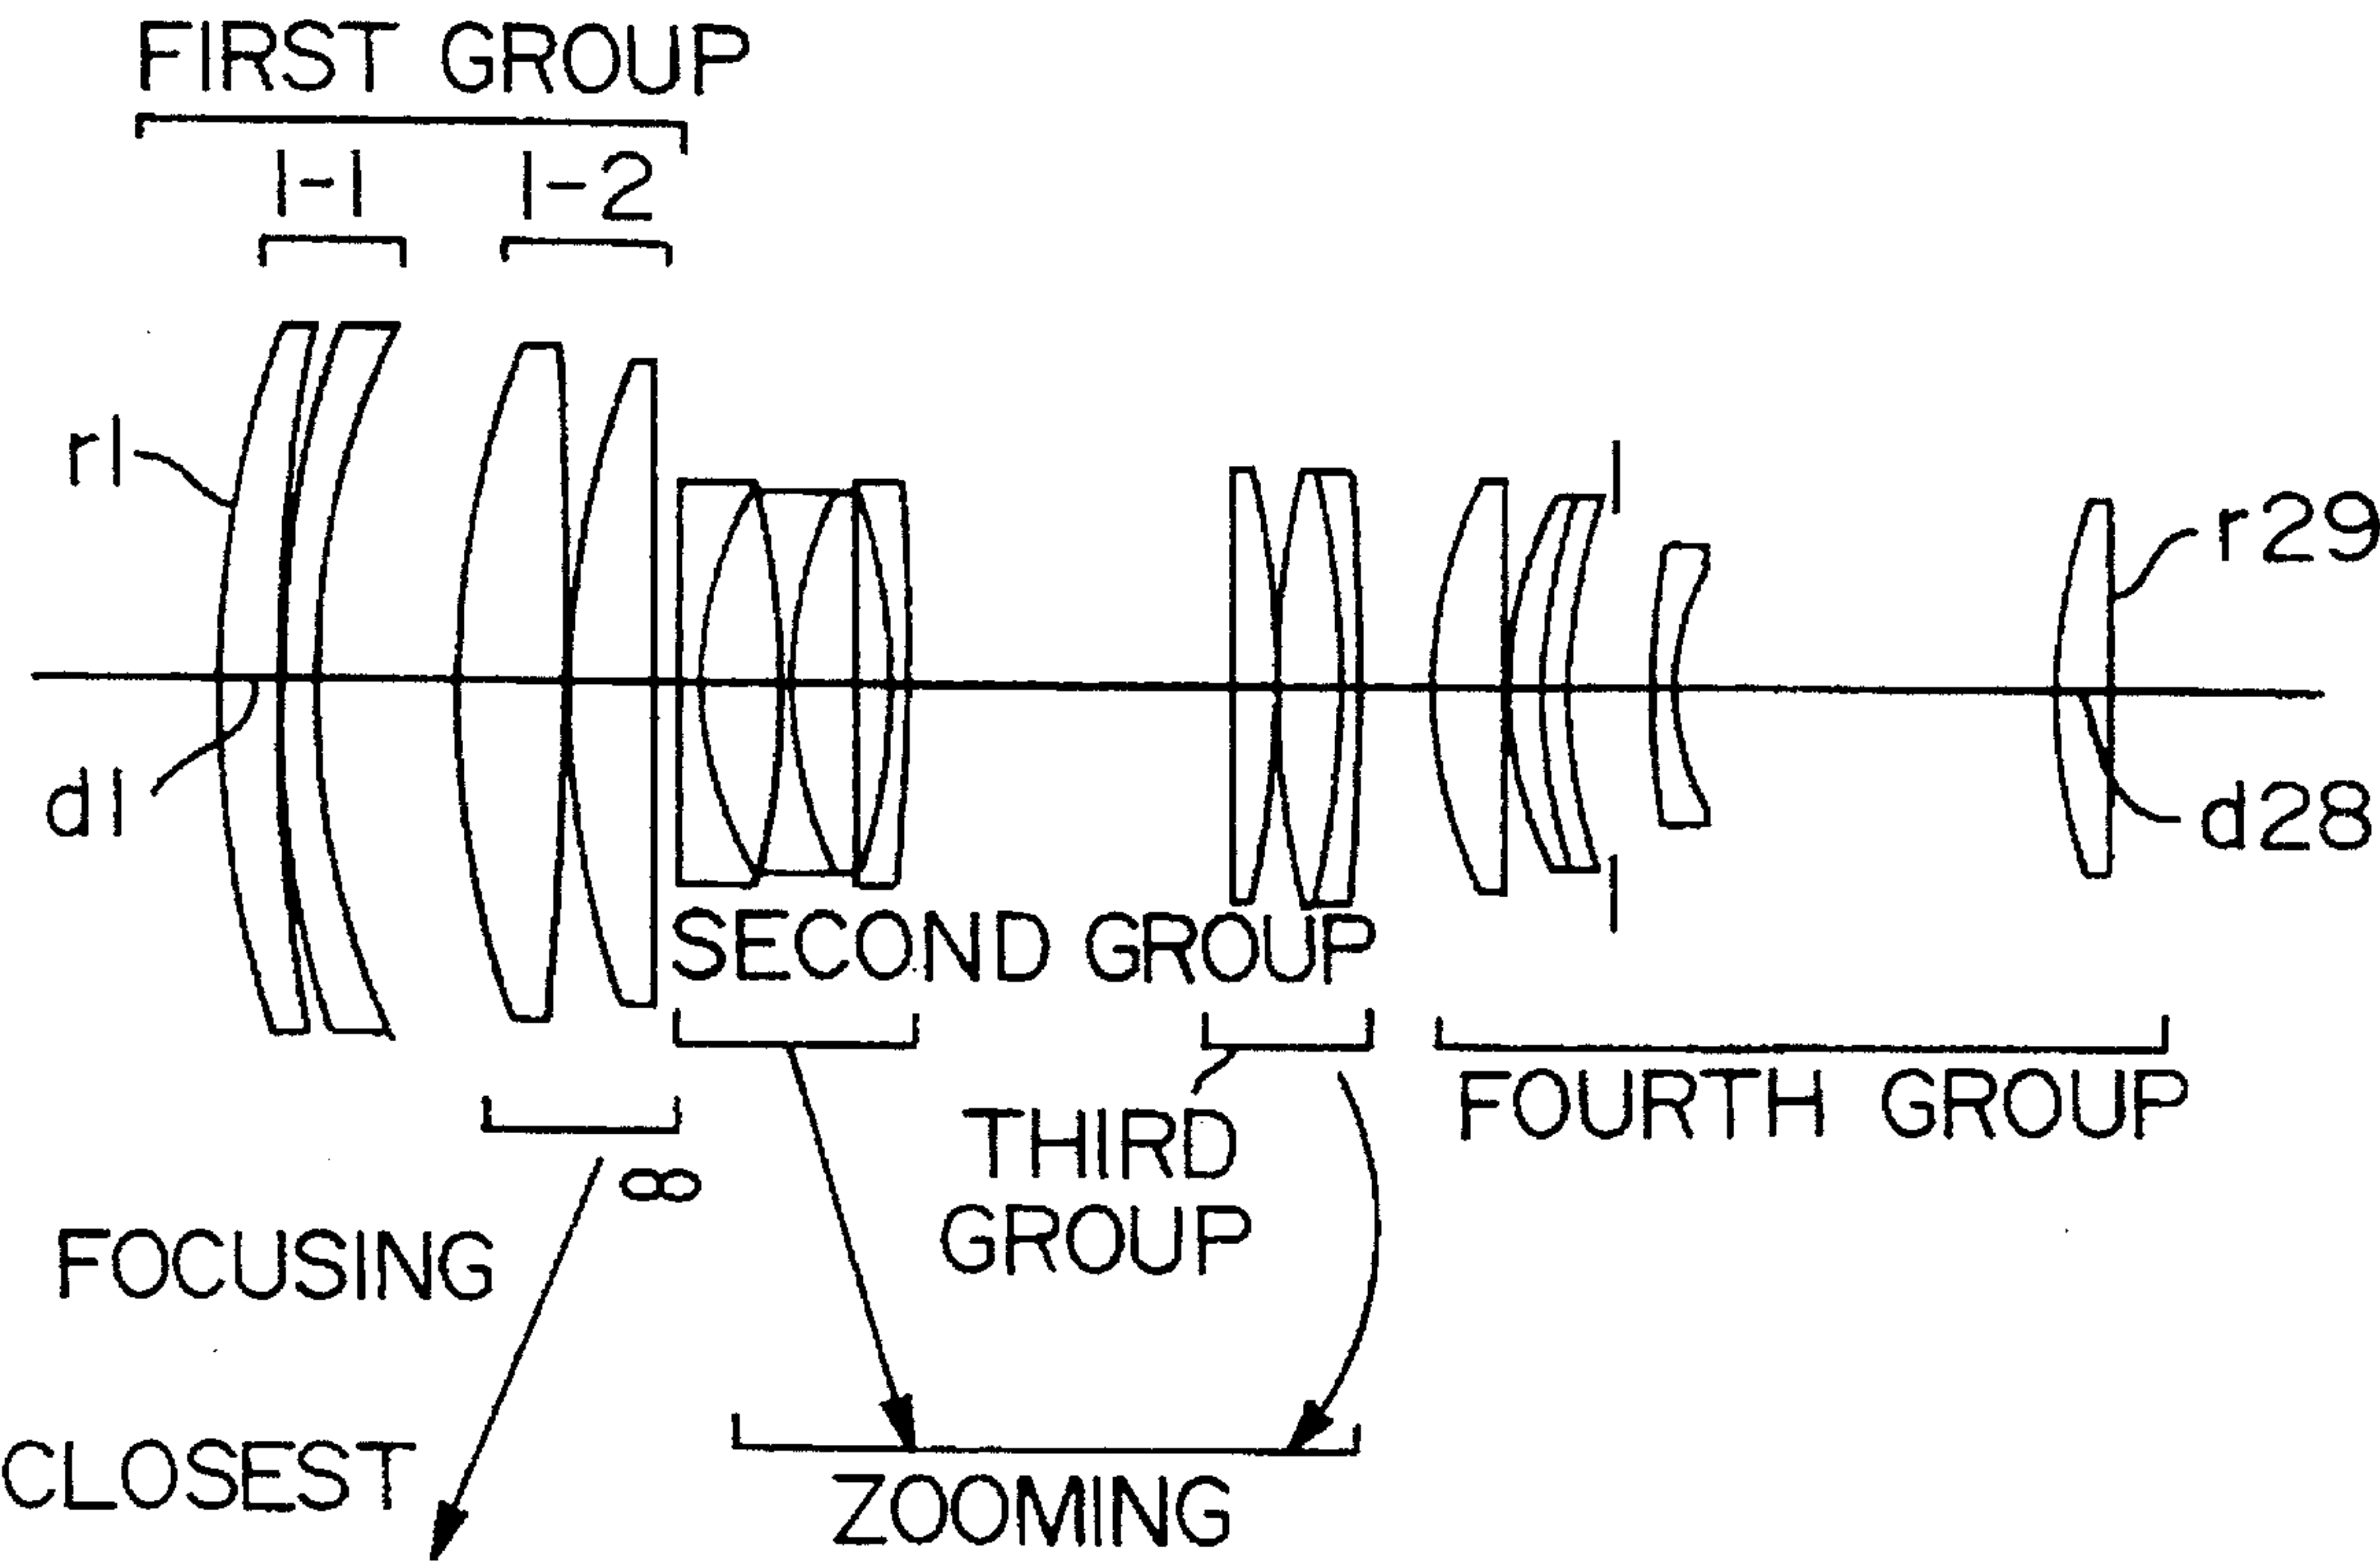 FIRST GROUP
1-1
1-2
r1
r29
d1
d28
SECOND GROUP
THIRD
GROUP
FOURTH GROUP
∞
FOCUSING
CLOSEST
ZOOMING